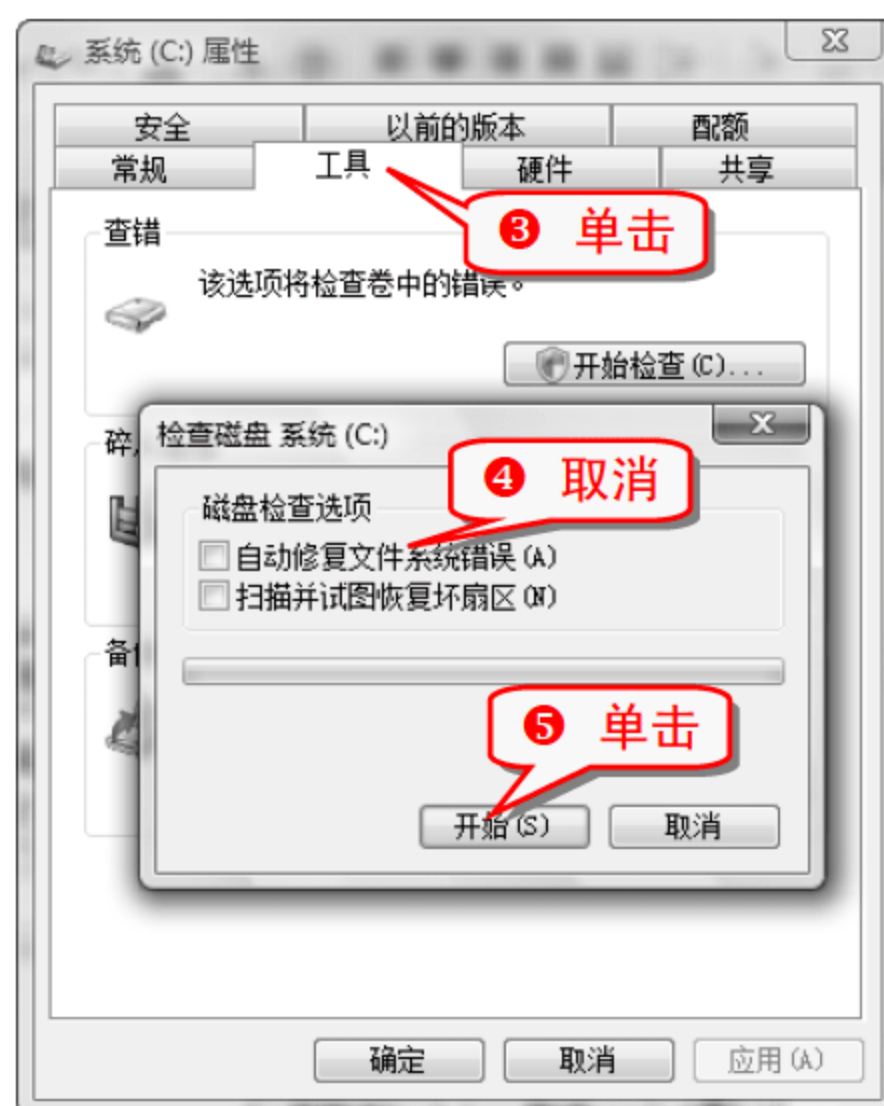 系统 (C:) 属性
安全 以前的版本 配额
常规 工具 硬件 共享
❸ 单击
查错
该选项将检查卷中的错误。
开始检查(C)...
碎
检查磁盘 系统 (C:)
❹ 取消
磁盘检查选项
自动修复文件系统错误(A)
扫描并试图恢复坏扇区(N)
备
❺ 单击
开始(S) 取消
确定 取消 应用(A)